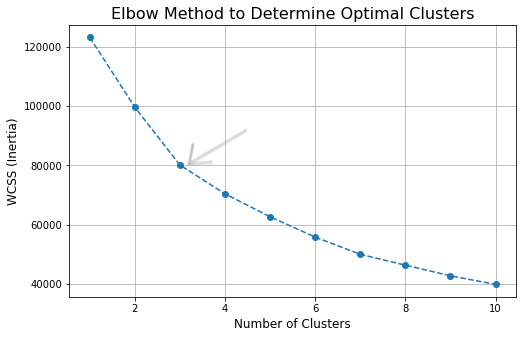 Elbow Method to Determine Optimal Clusters
120000
100000
80000
60000
40000
WCSS (Inertia)
2 4 6 8 10
Number of Clusters